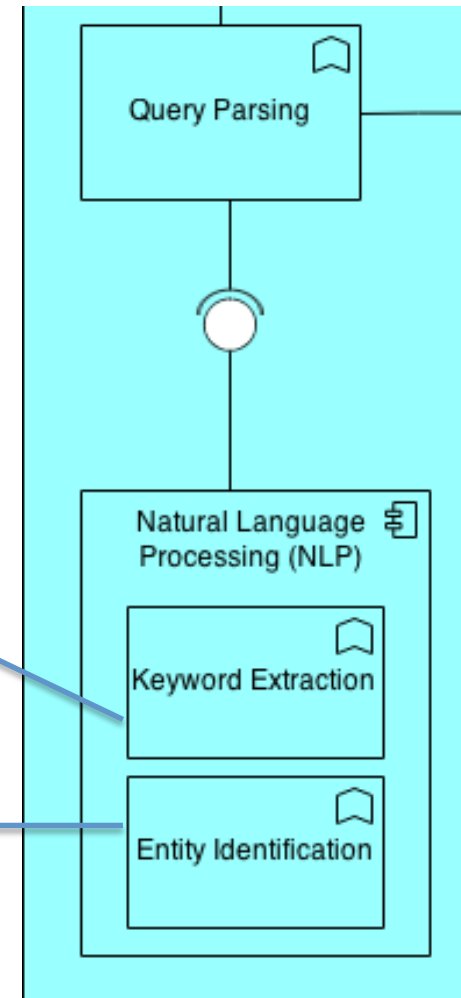 Query Parsing
Natural Language
Processing (NLP)
Keyword Extraction
Entity Identification